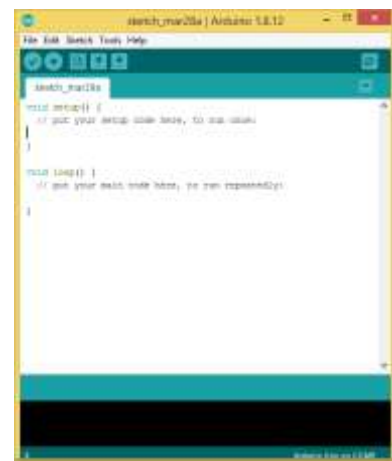 sketch_mar28a | Arduino 1.8.12
File Edit Sketch Tools Help
sketch_mar28a
void setup() {
// put your setup code here, to run once:
}
void loop() {
// put your main code here, to run repeatedly:
}